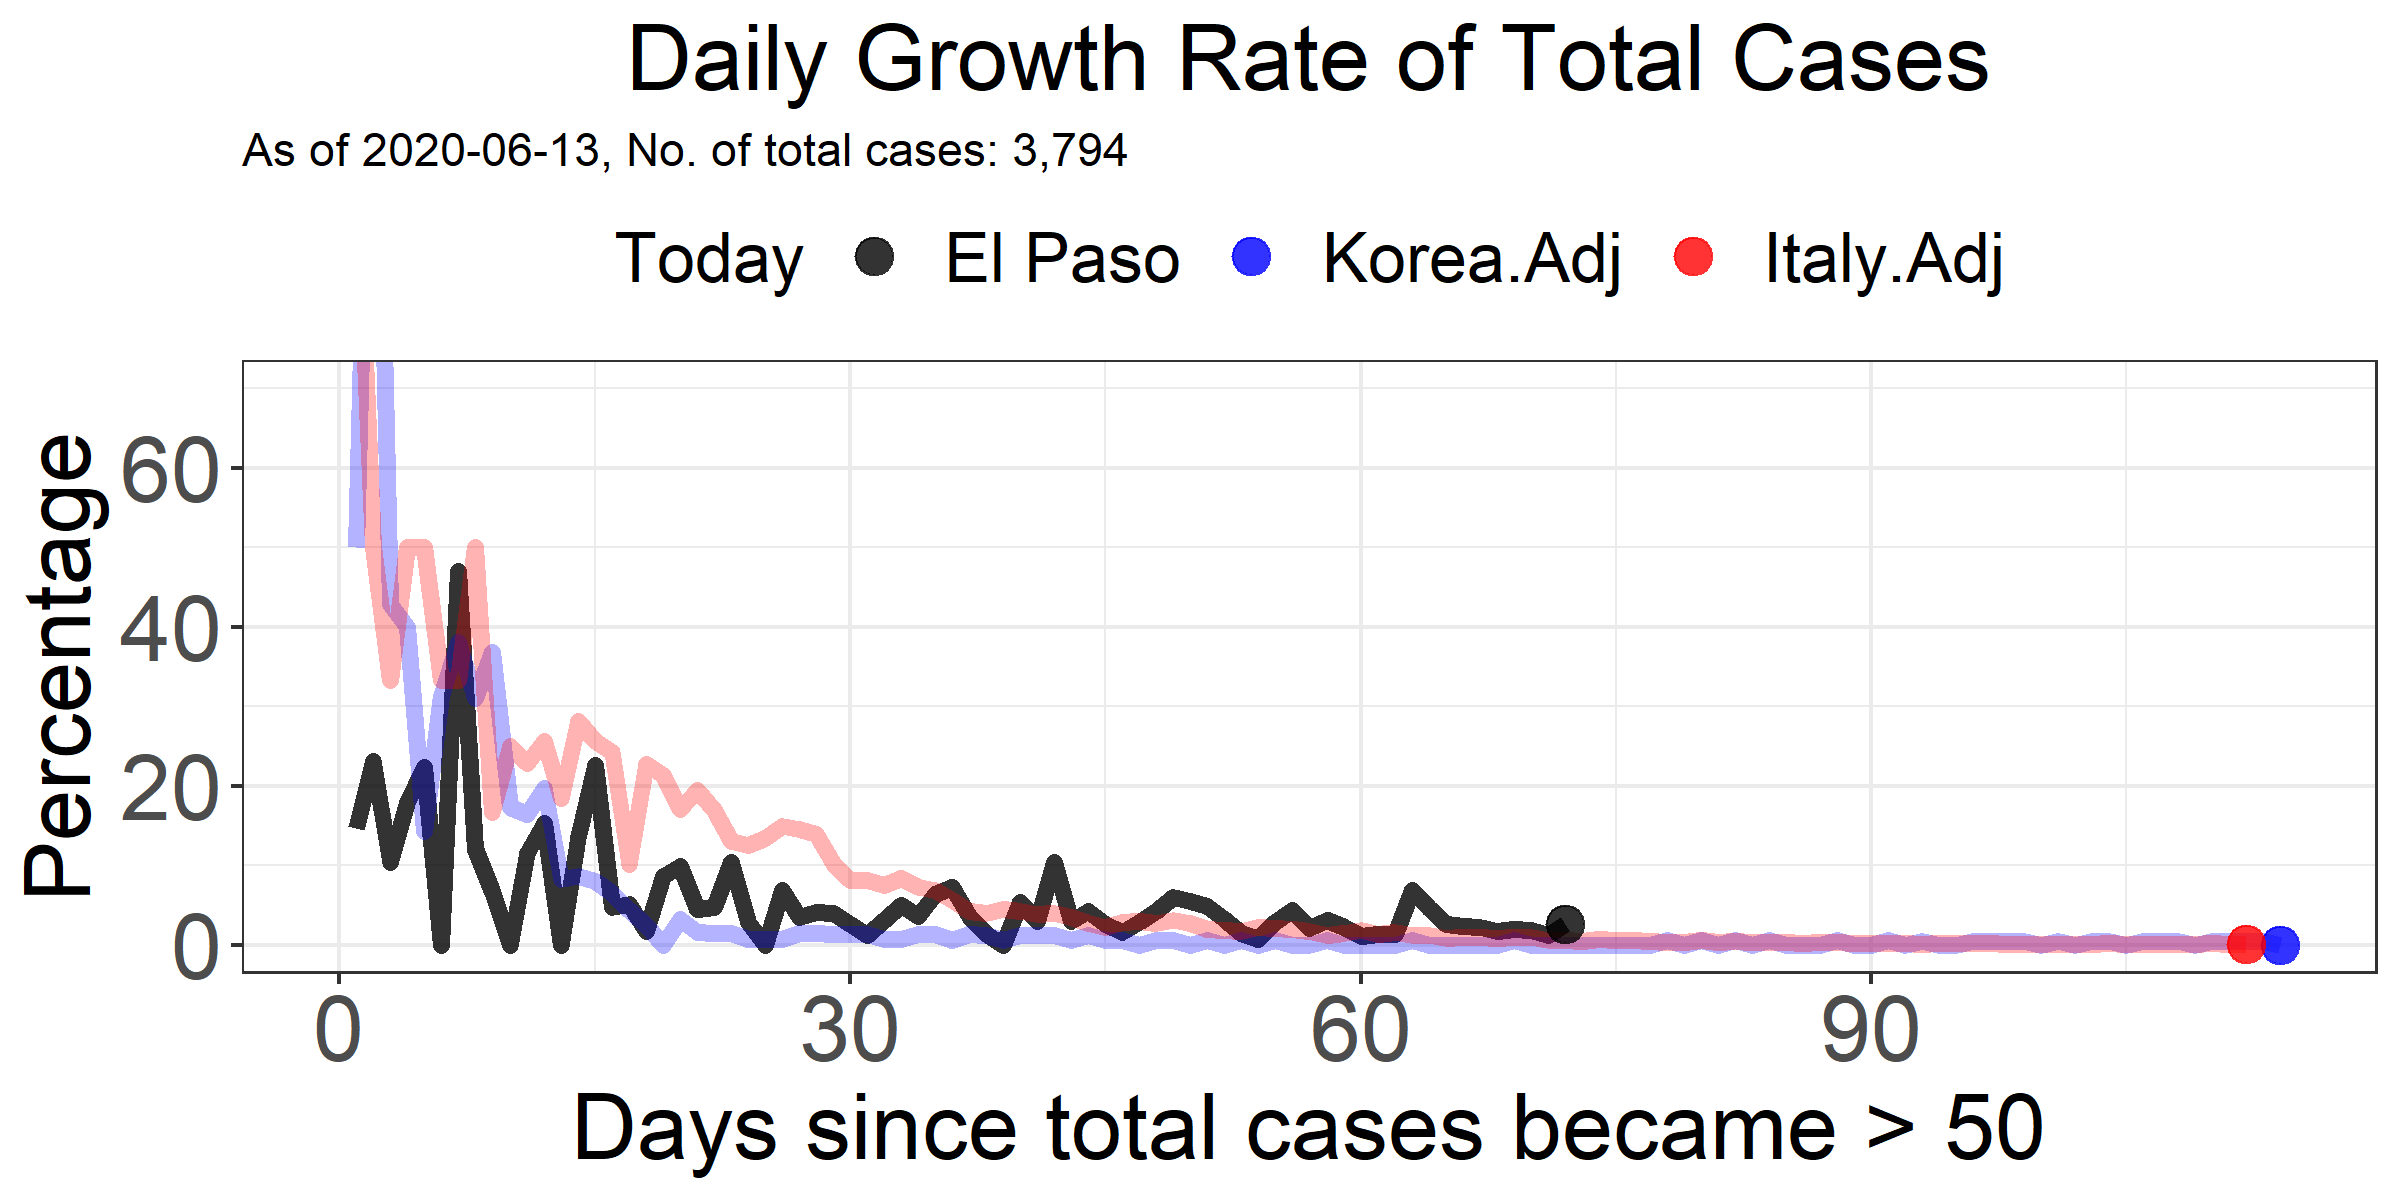 Daily Growth Rate of Total Cases
As of 2020-06-13, No. of total cases: 3,794
Today El Paso Korea.Adj Italy.Adj
Percentage
60
40
20
0
0 30 60 90
Days since total cases became > 50